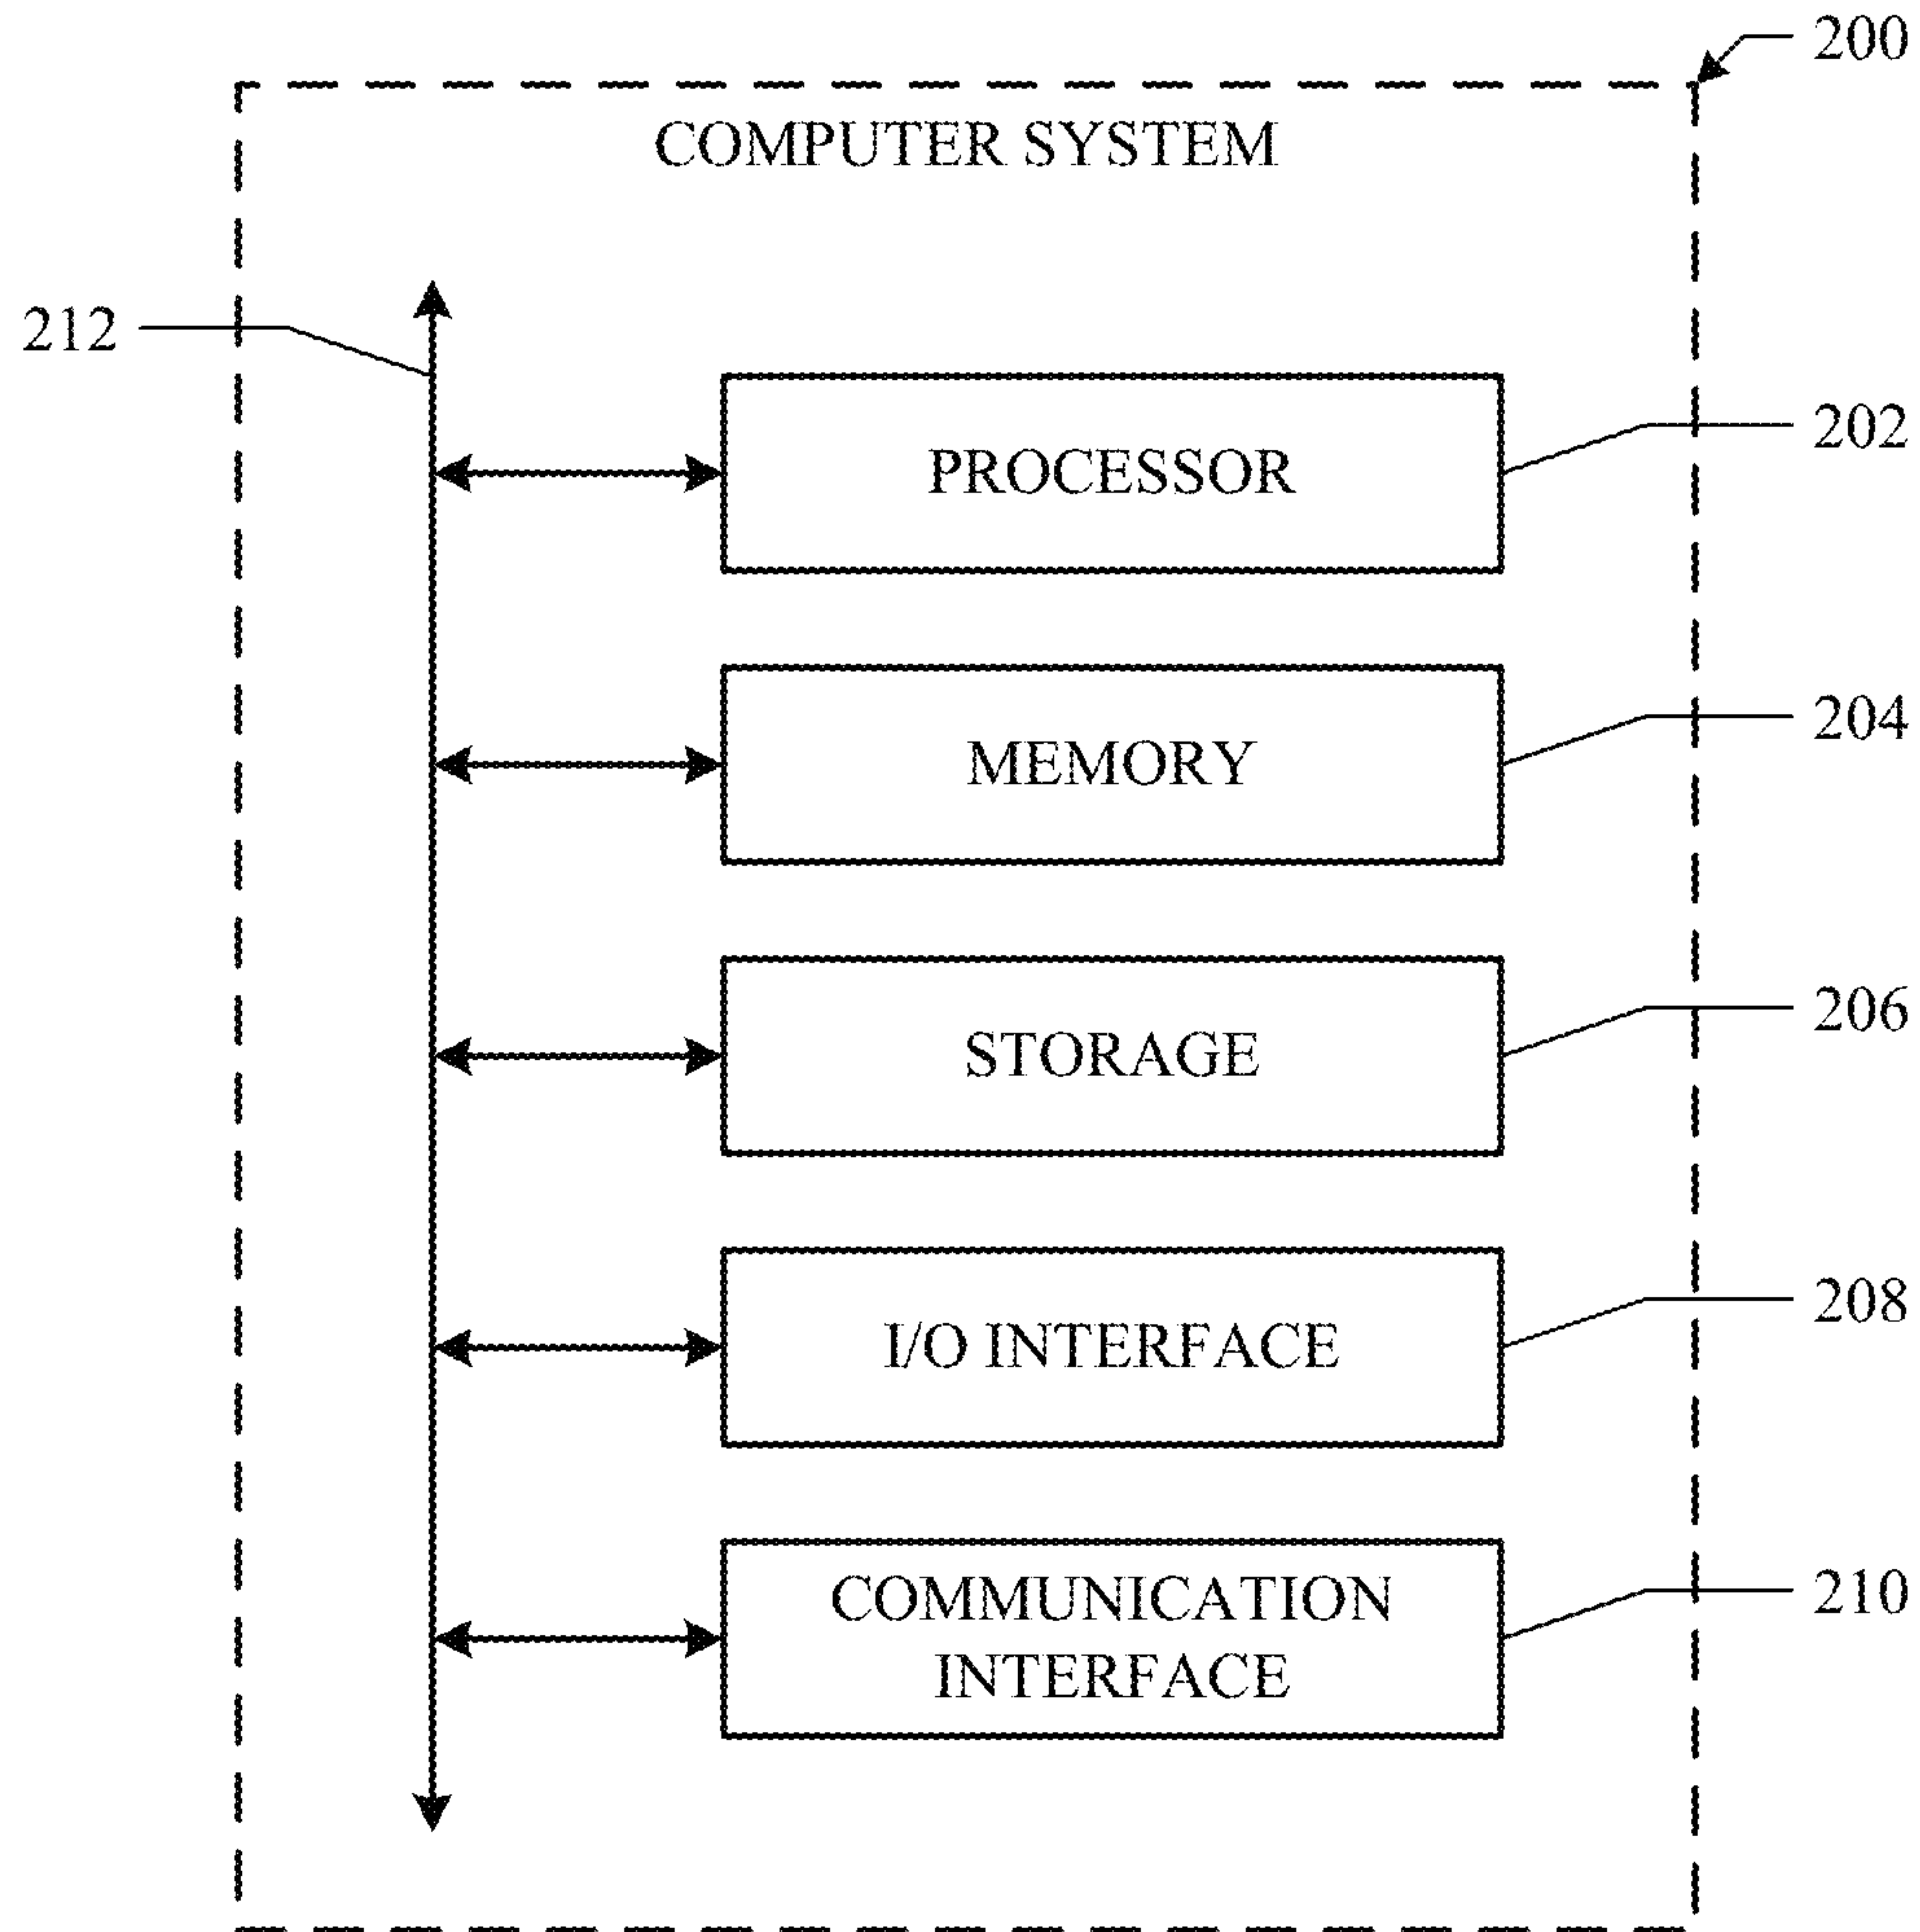 200
COMPUTER SYSTEM
212
202
PROCESSOR
204
MEMORY
206
STORAGE
208
I/O INTERFACE
210
COMMUNICATION
INTERFACE